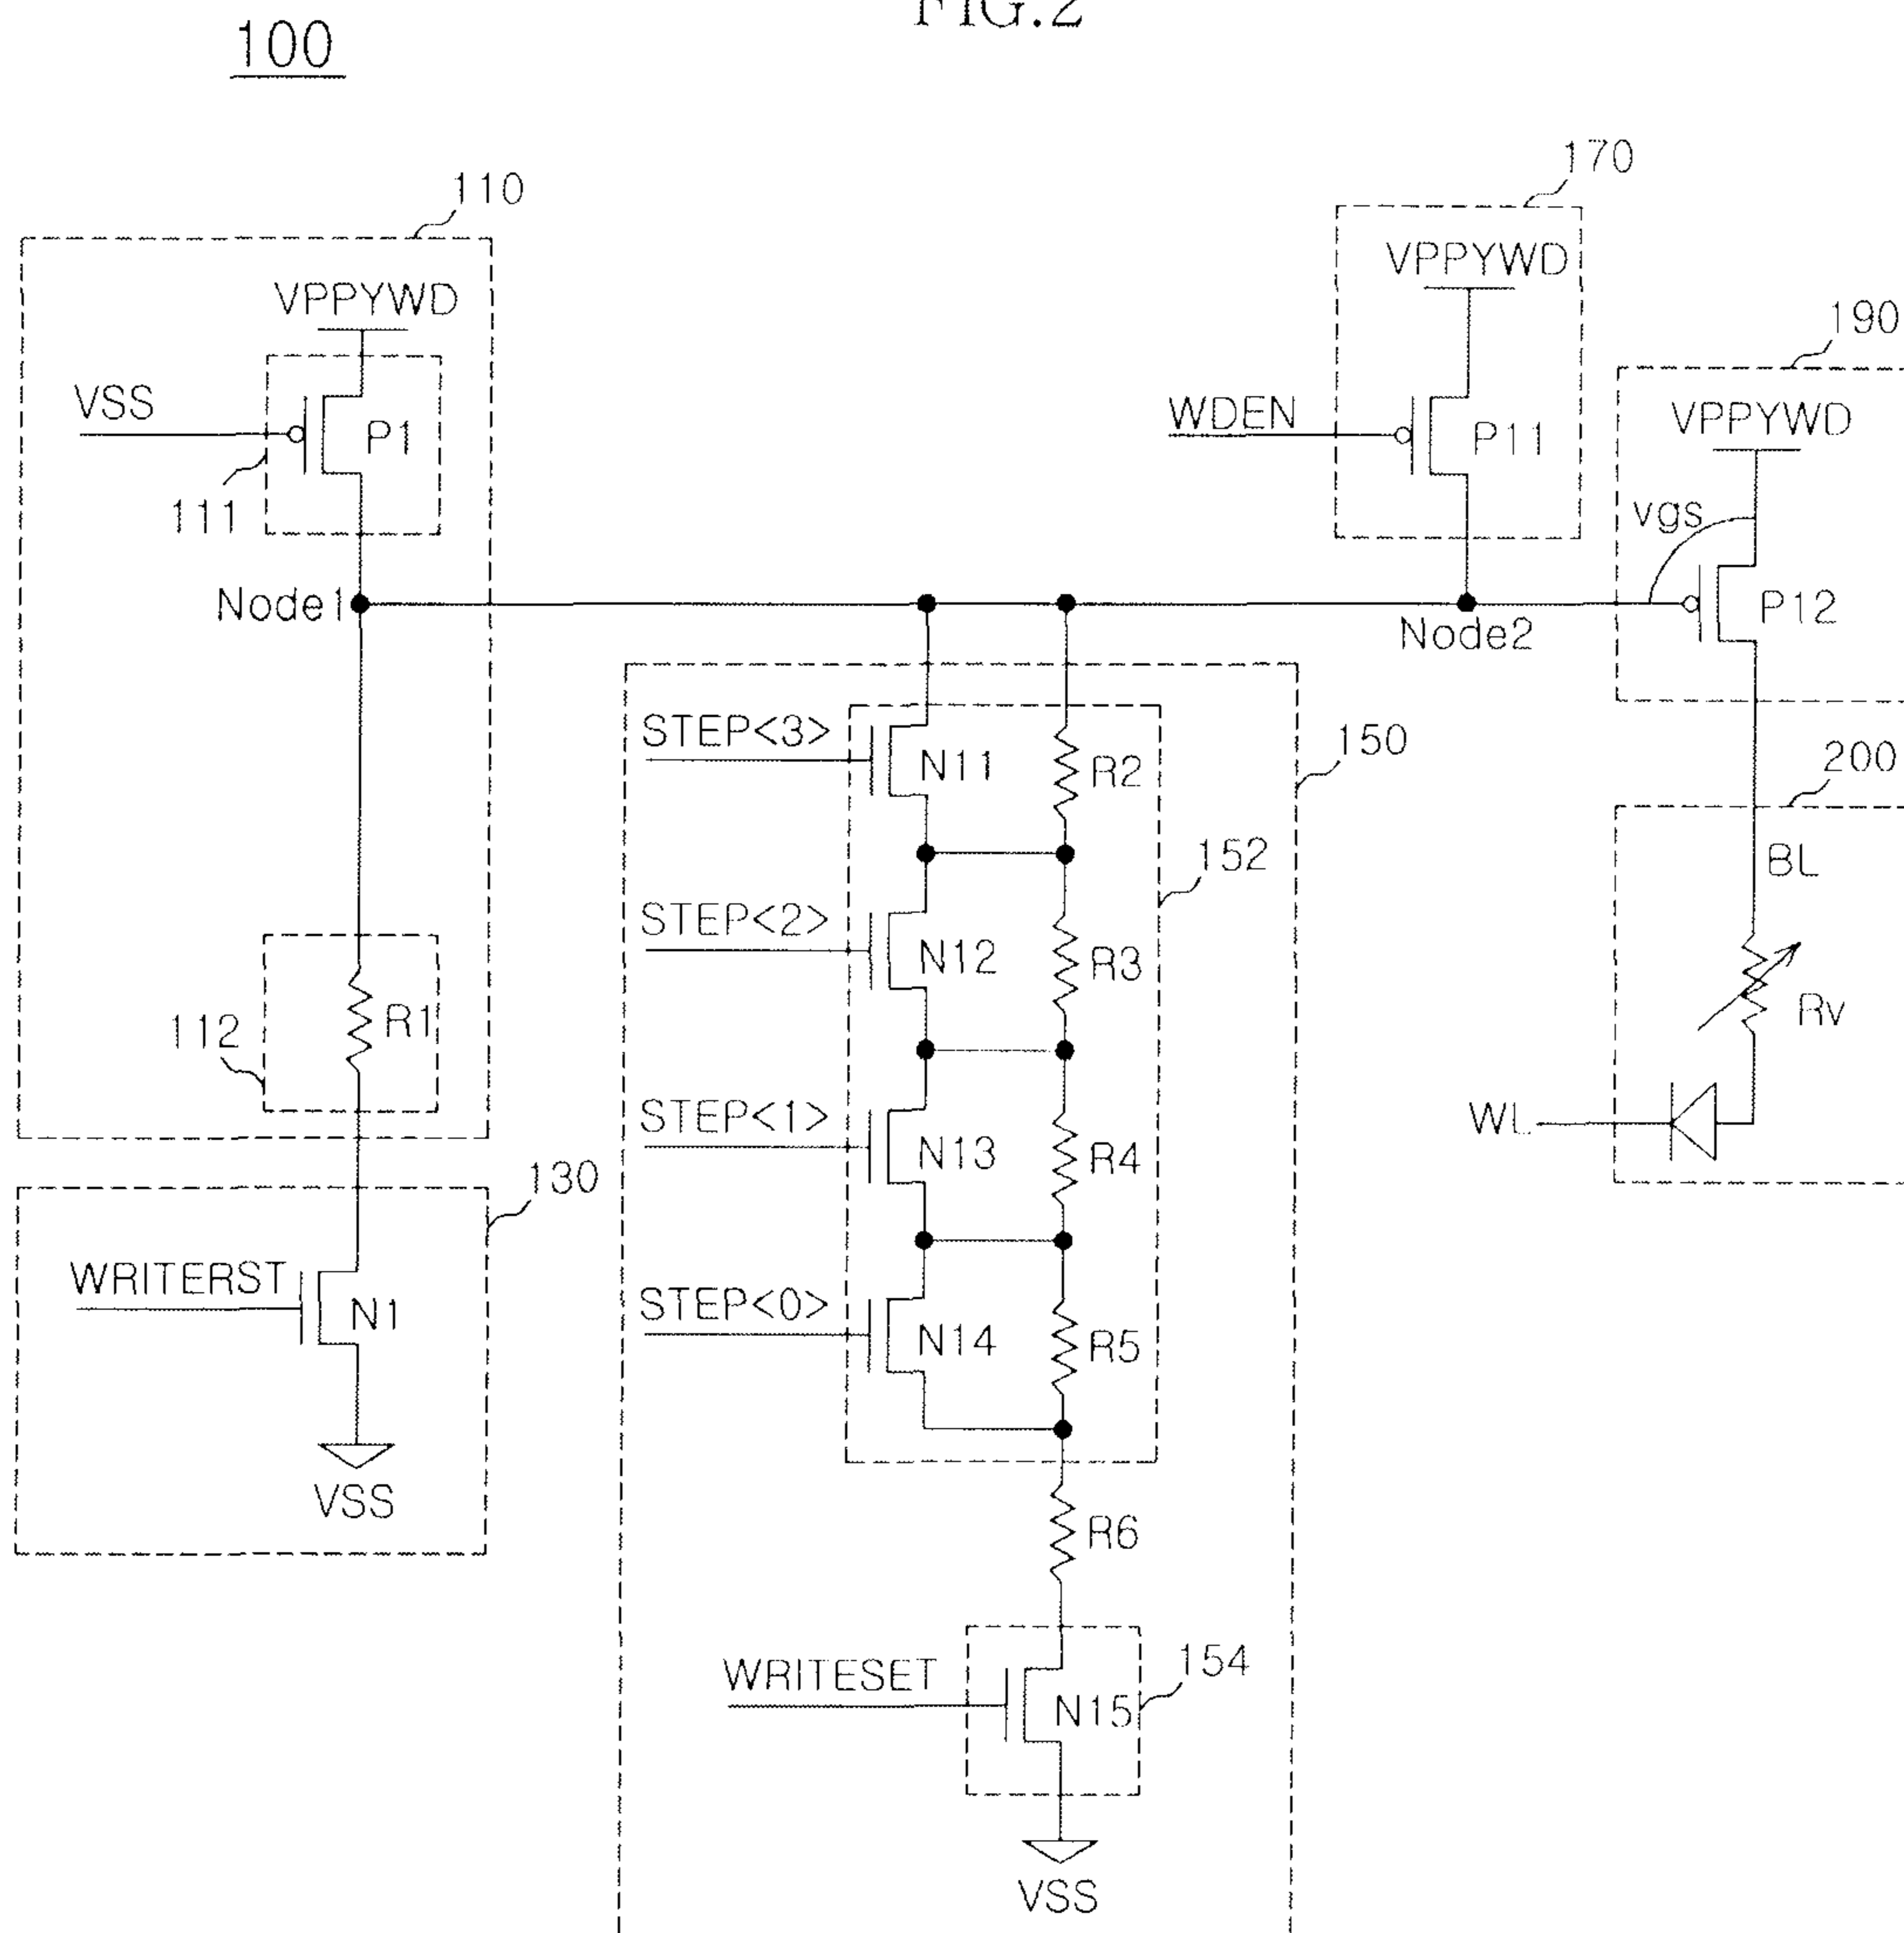 FIG.2
100
170
110
VPPYWD
190
VPPYWD
VPPYWD
VSS
P1
WDEN
P11
111
vgs
Node1
P12
Node2
STEP<3>
N11
R2
150
200
152
BL
STEP<2>
N12
R3
R1
Rv
112
STEP<1>
N13
R4
WL
130
WRITERST
N1
STEP<0>
N14
R5
VSS
R6
154
WRITESET
N15
VSS